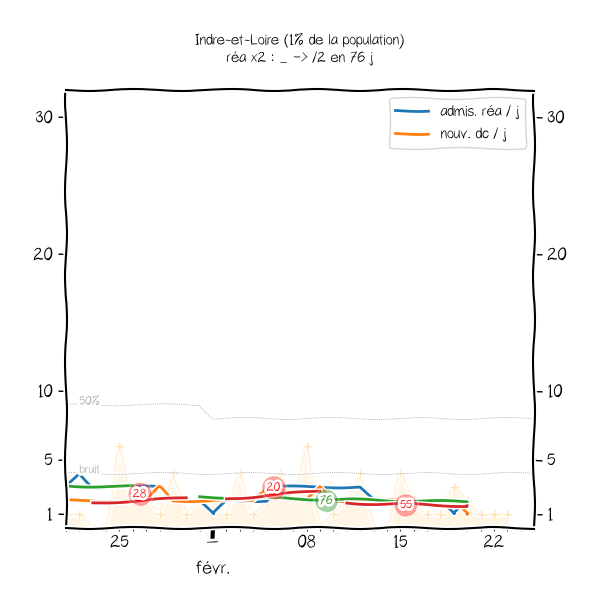 Indre-et-Loire (1% de la population)
réa x2 : _ -> /2 en 76 j
admis. réa / j
nouv. dc / j
30 30
20 20
10 10
50%
5 5
bruit
28 20 76 55
1 1
25 1 08 15 22
févr.